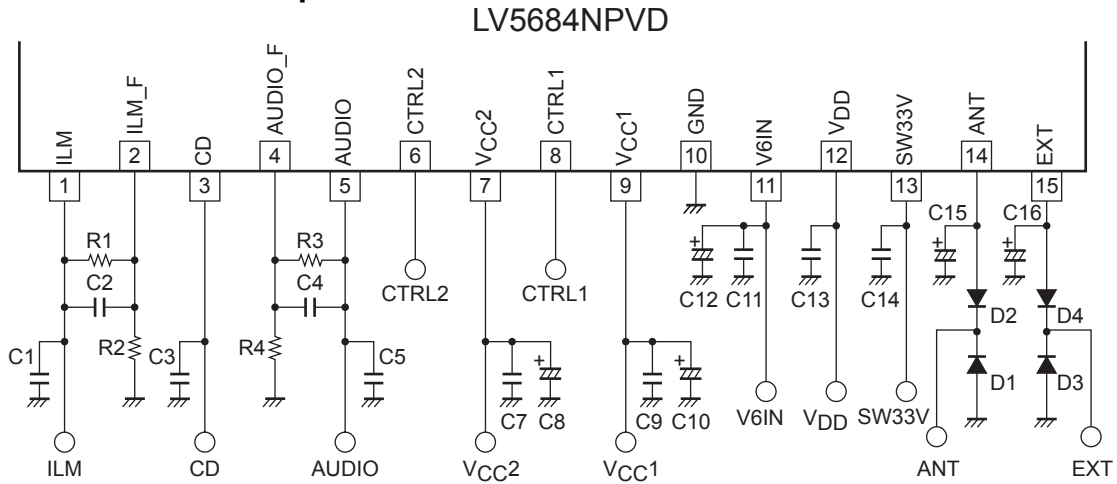 LV5684NPVD
ILM
ILM_F
CD
AUDIO_F
AUDIO
CTRL2
VCC2
CTRL1
VCC1
GND
V6IN
VDD
SW33V
ANT
EXT
1
2
3
4
5
6
7
8
9
10
11
12
13
14
15
R1
C2
R3
C4
CTRL2
CTRL1
+
C12
C11
C13
C14
C15
+
C16
+
D2
D4
C1
R2
C3
R4
C5
C7
+
C8
C9
+
C10
D1
D3
V6IN
VDD
SW33V
ILM
CD
AUDIO
VCC2
VCC1
ANT
EXT